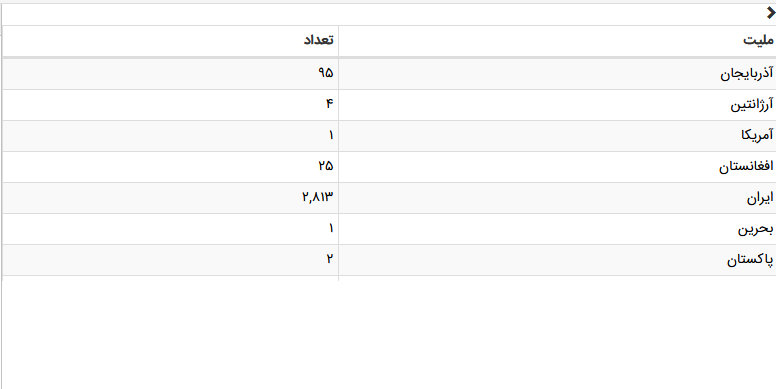 ملیت تعداد
آذربایجان ۹۵
آرژانتین ۴
آمریکا ۱
افغانستان ۲۵
ایران ۲,۸۱۳
بحرین ۱
پاکستان ۲